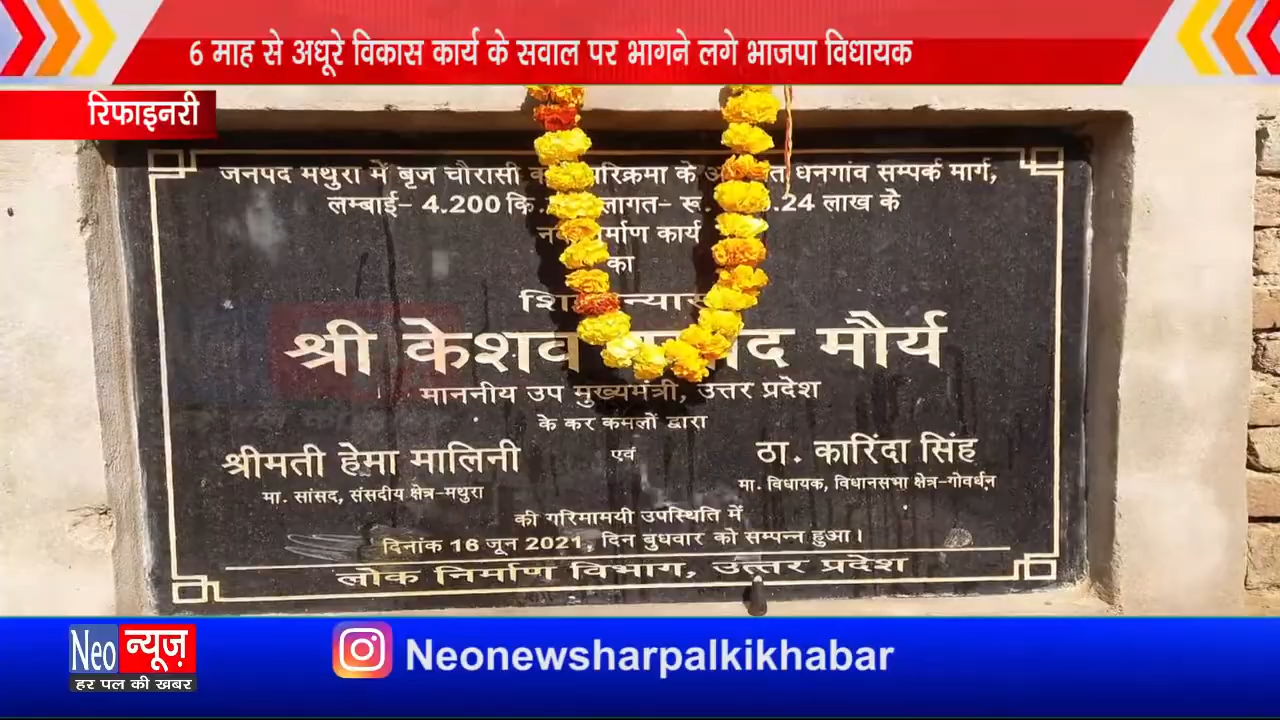 6 माह से अधूरे विकास कार्य के सवाल पर भागने लगे भाजपा विधायक
रिफाइनरी
जनपद मथुरा में बृज चौरासी परिक्रमा के धनगांव सम्पर्क मार्ग,
लम्बाई- 4.200 कि. लागत- रू. .24 लाख के
कार्य
का
श्री केशव मौर्य
माननीय उप मुख्यमंत्री, उत्तर प्रदेश
के कर कमलों द्वारा
श्रीमती हेमा मालिनी एवं ठा. कारिंदा सिंह
मा. सांसद, संसदीय क्षेत्र-मथुरा मा. विधायक, विधानसभा क्षेत्र-गोवर्धन
की गरिमामयी उपस्थिति में
दिनांक 16 जून 2021, दिन बुधवार को सम्पन्न हुआ।
लोक निर्माण विभाग, उत्तर प्रदेश
Neo न्यूज़
हर पल की खबर
Neonewsharpalkikhabar